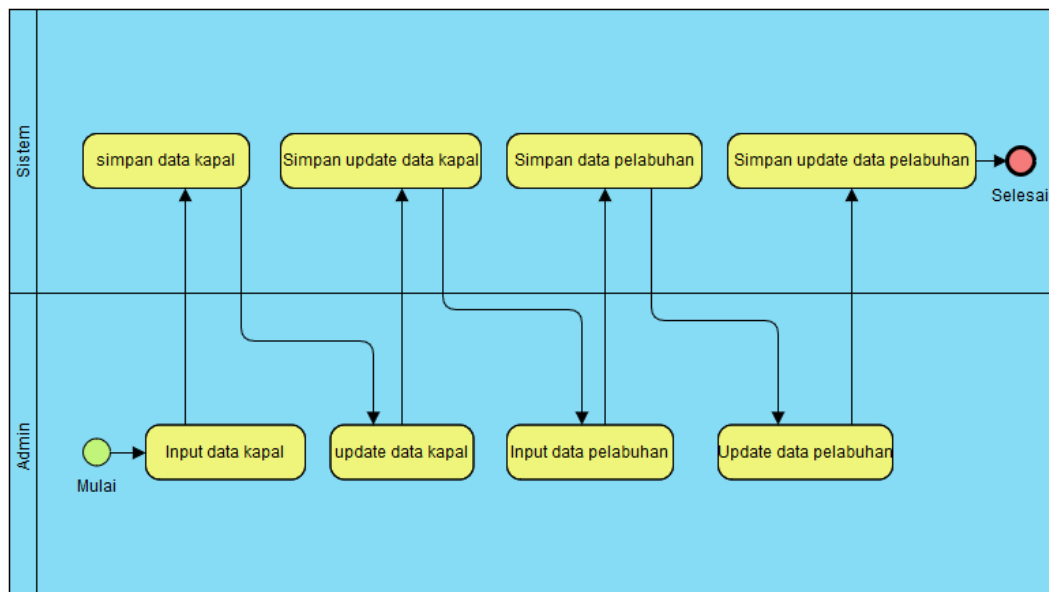 Sistem
simpan data kapal
Simpan update data kapal
Simpan data pelabuhan
Simpan update data pelabuhan
Selesai
Admin
Mulai
Input data kapal
update data kapal
Input data pelabuhan
Update data pelabuhan